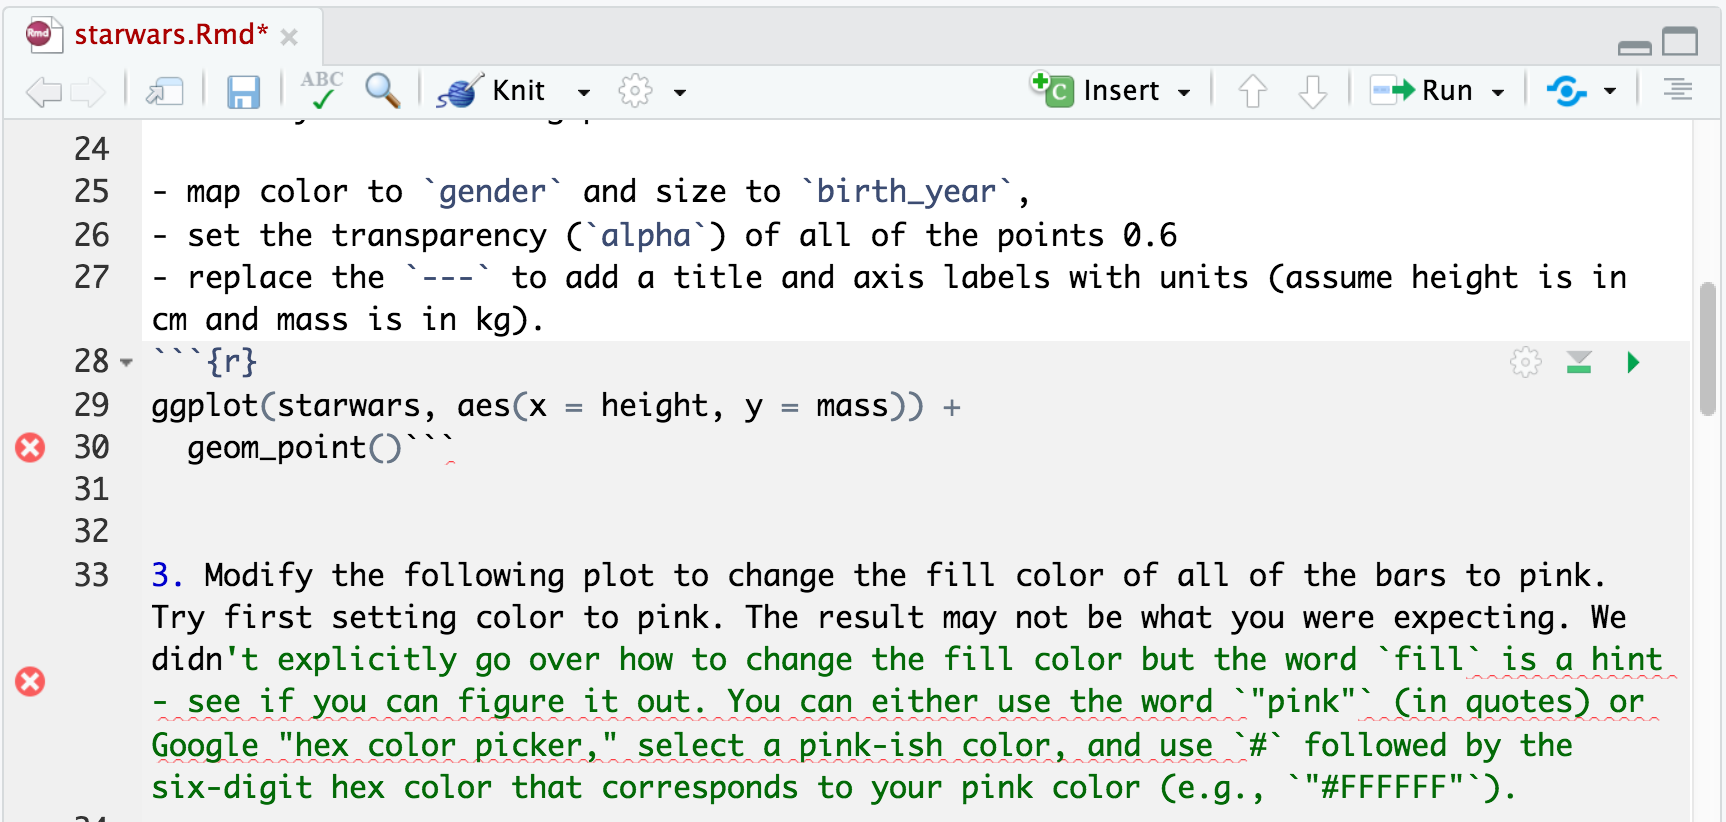 Rmd starwars.Rmd*
ABC Knit Insert Run
24
25 - map color to `gender` and size to `birth_year`,
26 - set the transparency (`alpha`) of all of the points 0.6
27 - replace the `---` to add a title and axis labels with units (assume height is in
cm and mass is in kg).
28 ```{r}
29 ggplot(starwars, aes(x = height, y = mass)) +
30 geom_point()```
31
32
33 3. Modify the following plot to change the fill color of all of the bars to pink.
Try first setting color to pink. The result may not be what you were expecting. We
didn't explicitly go over how to change the fill color but the word `fill` is a hint
- see if you can figure it out. You can either use the word `"pink"` (in quotes) or
Google "hex color picker," select a pink-ish color, and use `#` followed by the
six-digit hex color that corresponds to your pink color (e.g., `"#FFFFFF"`).